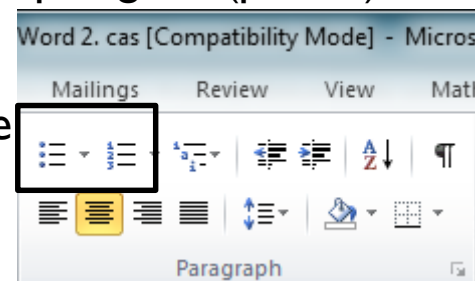 Word 2. cas [Compatibility Mode] - Micros
Mailings Review View Mat
e
Paragraph